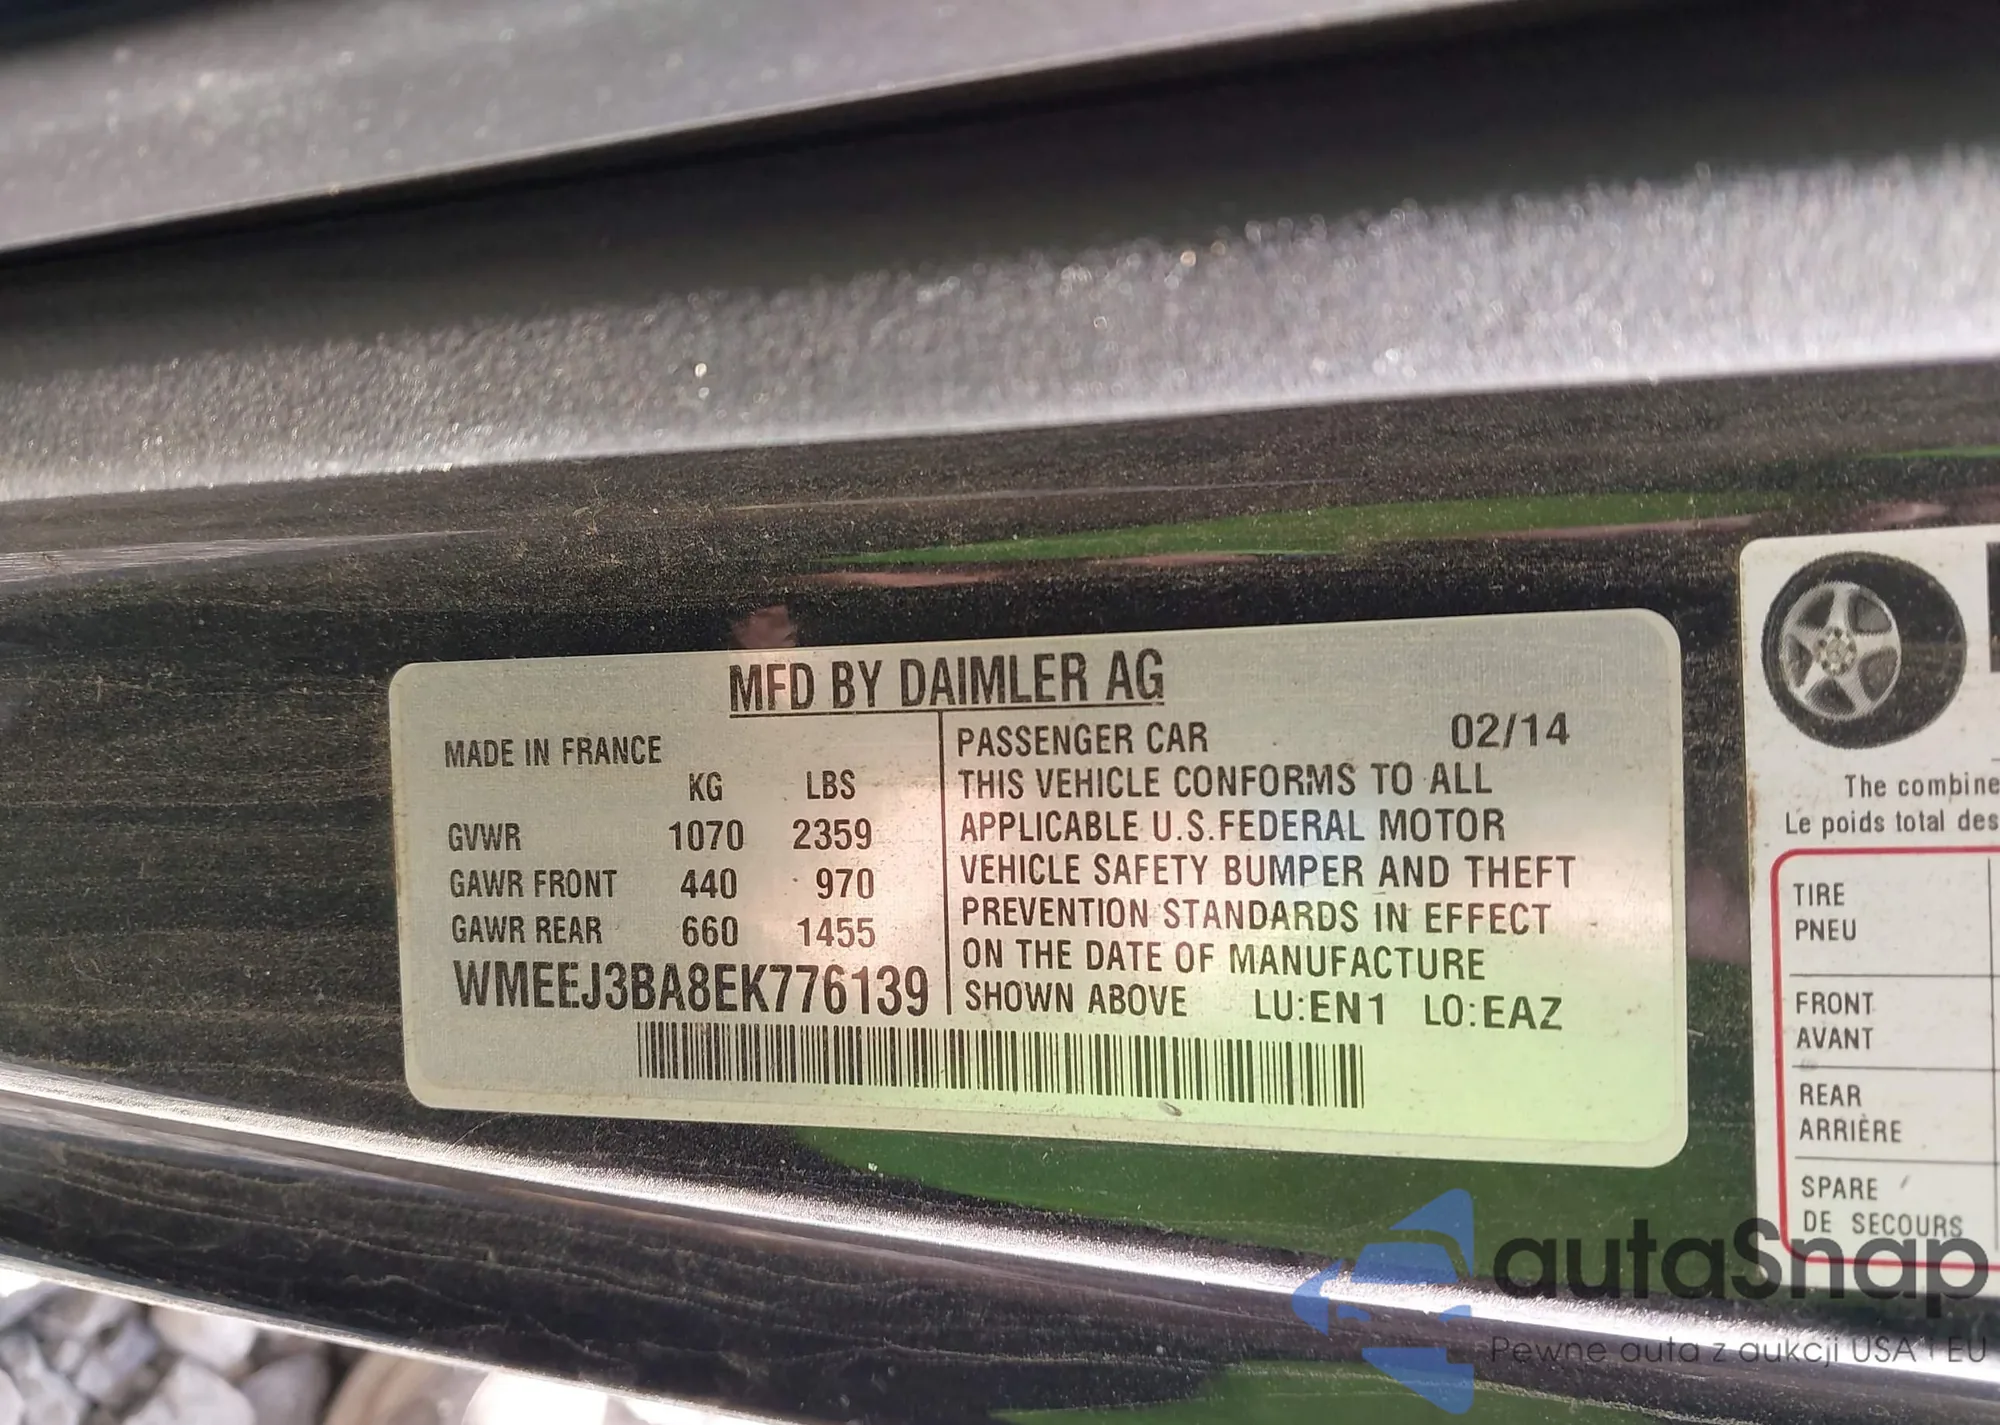 MFD BY DAIMLER AG
MADE IN FRANCE
KG LBS
GVWR 1070 2359
GAWR FRONT 440 970
GAWR REAR 660 1455
WMEEJ3BA8EK776139
PASSENGER CAR 02/14
THIS VEHICLE CONFORMS TO ALL
APPLICABLE U.S.FEDERAL MOTOR
VEHICLE SAFETY BUMPER AND THEFT
PREVENTION STANDARDS IN EFFECT
ON THE DATE OF MANUFACTURE
SHOWN ABOVE LU:EN1 LO:EAZ
The combine
Le poids total des
TIRE
PNEU
FRONT
AVANT
REAR
ARRIÈRE
SPARE
DE SECOURS
autaSnap
Pewne auta z aukcji USA i EU